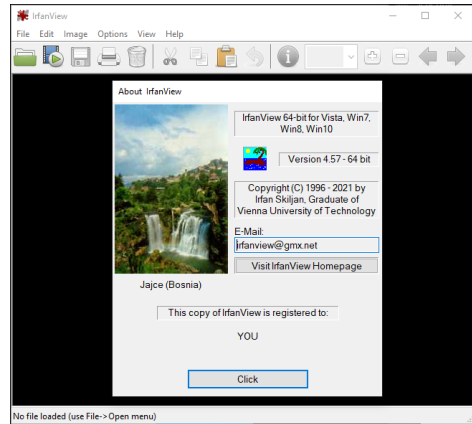 IrfanView
File Edit Image Options View Help
About IrfanView
IrfanView 64-bit for Vista, Win7,
Win8, Win10
Version 4.57 - 64 bit
Copyright (C) 1996 - 2021 by
Irfan Skiljan, Graduate of
Vienna University of Technology
E-Mail:
irfanview@gmx.net
Visit IrfanView Homepage
Jajce (Bosnia)
This copy of IrfanView is registered to:
YOU
Click
No file loaded (use File->Open menu)